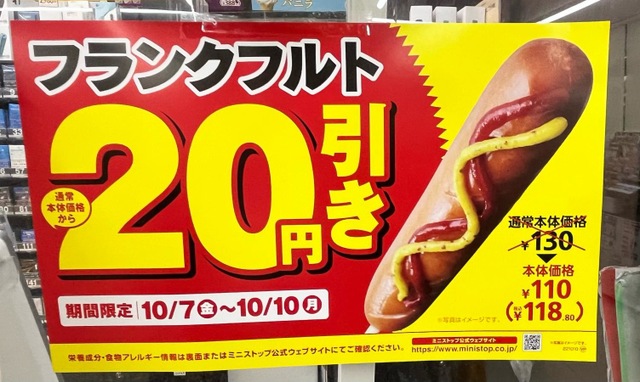 フランクフルト
通常
本体価格
から
20円引き
期間限定 10/7金〜10/10月
通常本体価格
¥130
本体価格
¥110
(税込 ¥118.80)
※写真はイメージです。
栄養成分・食物アレルギー情報は裏面またはミニストップ公式ウェブサイトにてご確認ください。
ミニストップ公式ウェブサイト
https://www.ministop.co.jp/